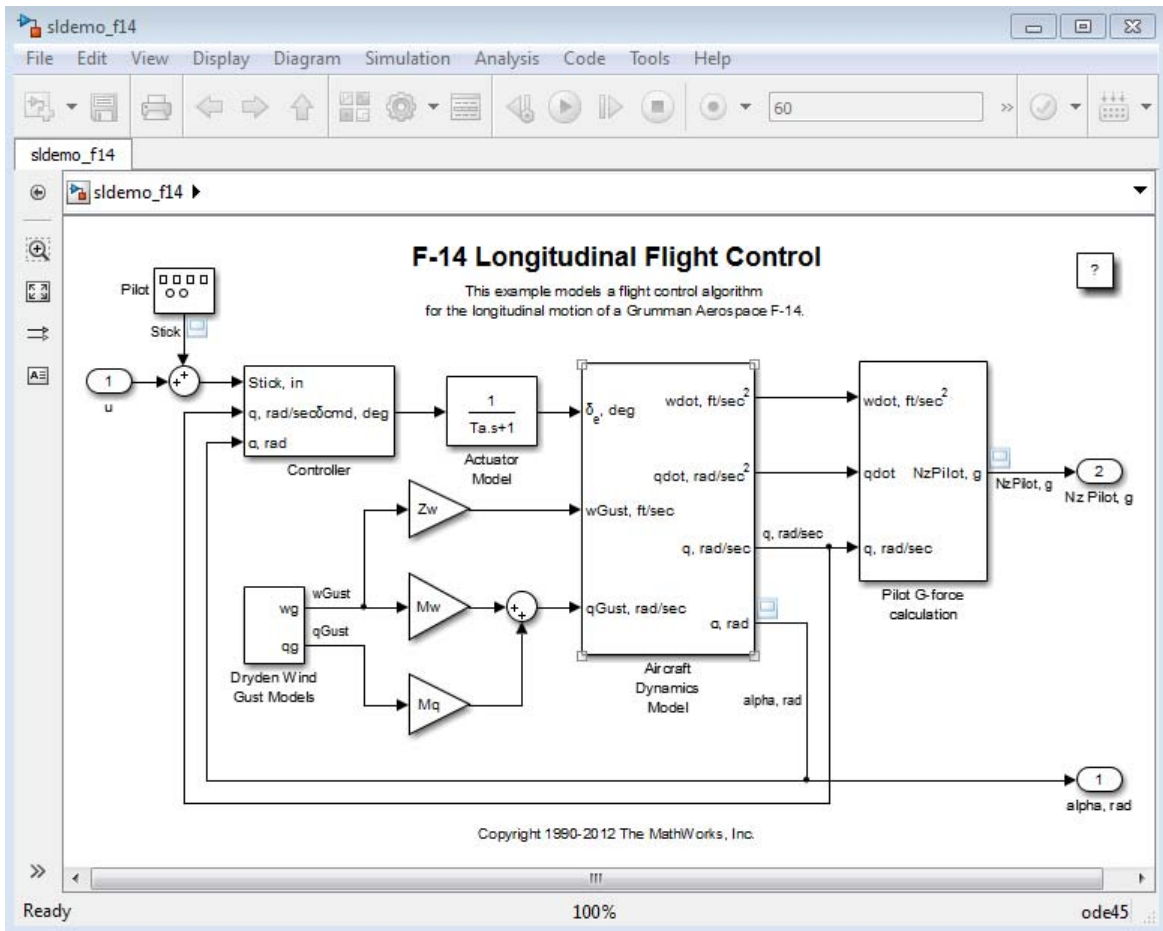 sldemo_f14
File Edit View Display Diagram Simulation Analysis Code Tools Help
60
sldemo_f14
sldemo_f14
F-14 Longitudinal Flight Control
This example models a flight control algorithm
for the longitudinal motion of a Grumman Aerospace F-14.
?
Pilot
Stick
1
u
Stick, in
q, rad/secδcmd, deg
α, rad
Controller
1
Ta.s+1
Actuator
Model
Zw
Mw
Mq
wg
qg
wGust
qGust
Dryden Wind
Gust Models
δe, deg
wGust, ft/sec
qGust, rad/sec
wdot, ft/sec²
qdot, rad/sec²
q, rad/sec
α, rad
Aircraft
Dynamics
Model
q, rad/sec
alpha, rad
wdot, ft/sec²
qdot
NzPilot, g
q, rad/sec
Pilot G-force
calculation
NzPilot, g
2
Nz Pilot, g
1
alpha, rad
Copyright 1990-2012 The MathWorks, Inc.
Ready
100%
ode45